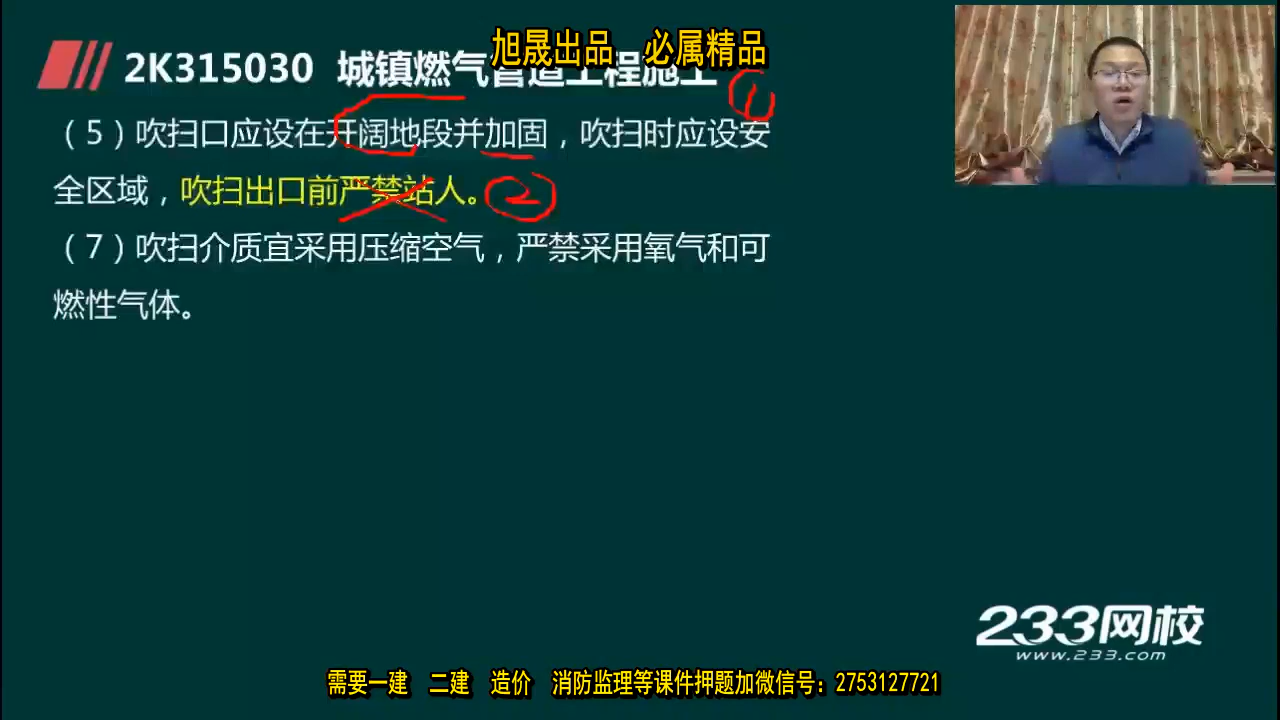 旭晟出品 必属精品
2K315030 城镇燃气管道工程施工
①
（5）吹扫口应设在开阔地段并加固，吹扫时应设安
全区域，吹扫出口前严禁站人。②
（7）吹扫介质宜采用压缩空气，严禁采用氧气和可
燃性气体。
233网校
www.233.com
需要一建 二建 造价 消防监理等课件押题加微信号：2753127721